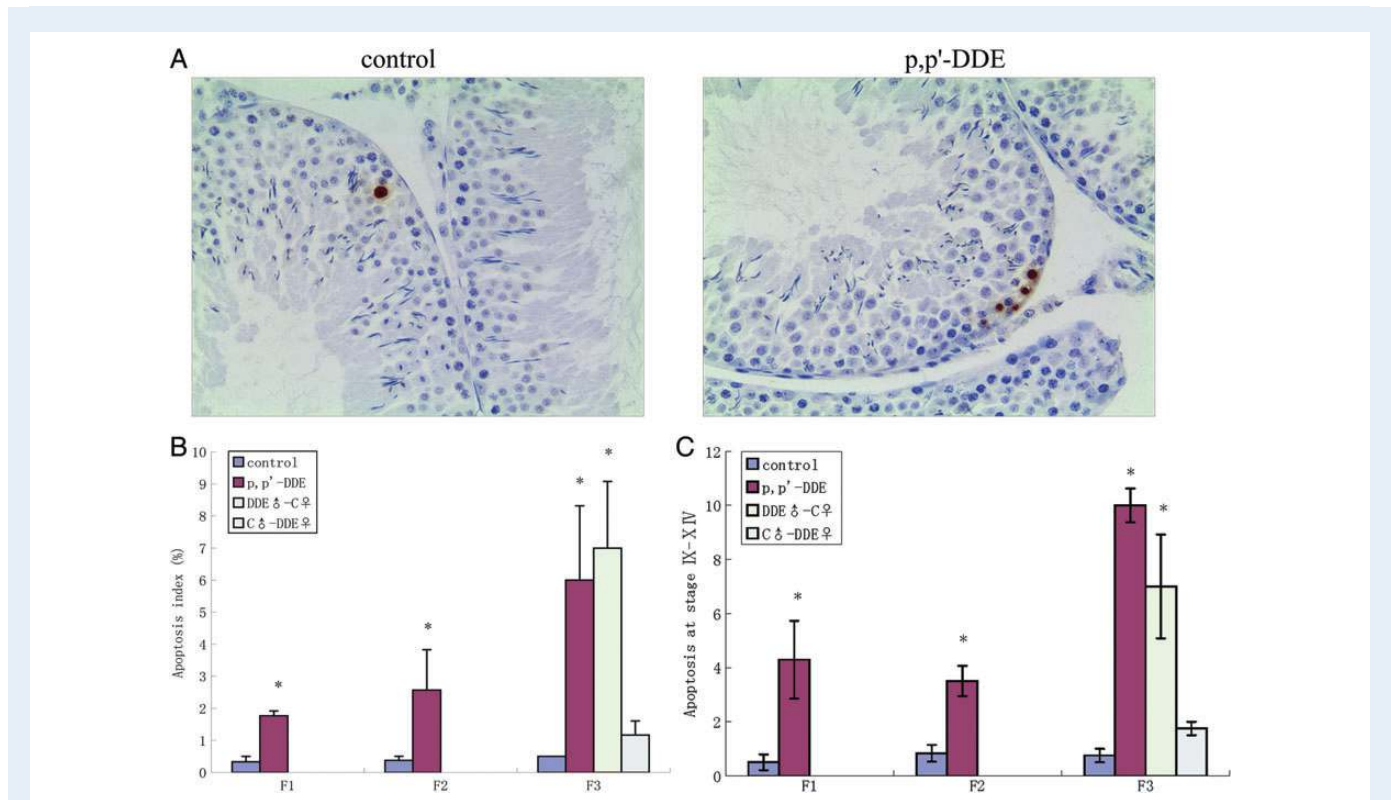 A
control
p,p'-DDE
B
10
9
8
7
6
5
4
3
2
1
0
Apoptosis index (%)
control
p,p'-DDE
DDE♂-C♀
C♂-DDE♀
*
*
*
*
F1
F2
F3
C
12
10
8
6
4
2
0
Apoptosis at stage IX-XIV
control
p,p'-DDE
DDE♂-C♀
C♂-DDE♀
*
*
*
*
F1
F2
F3